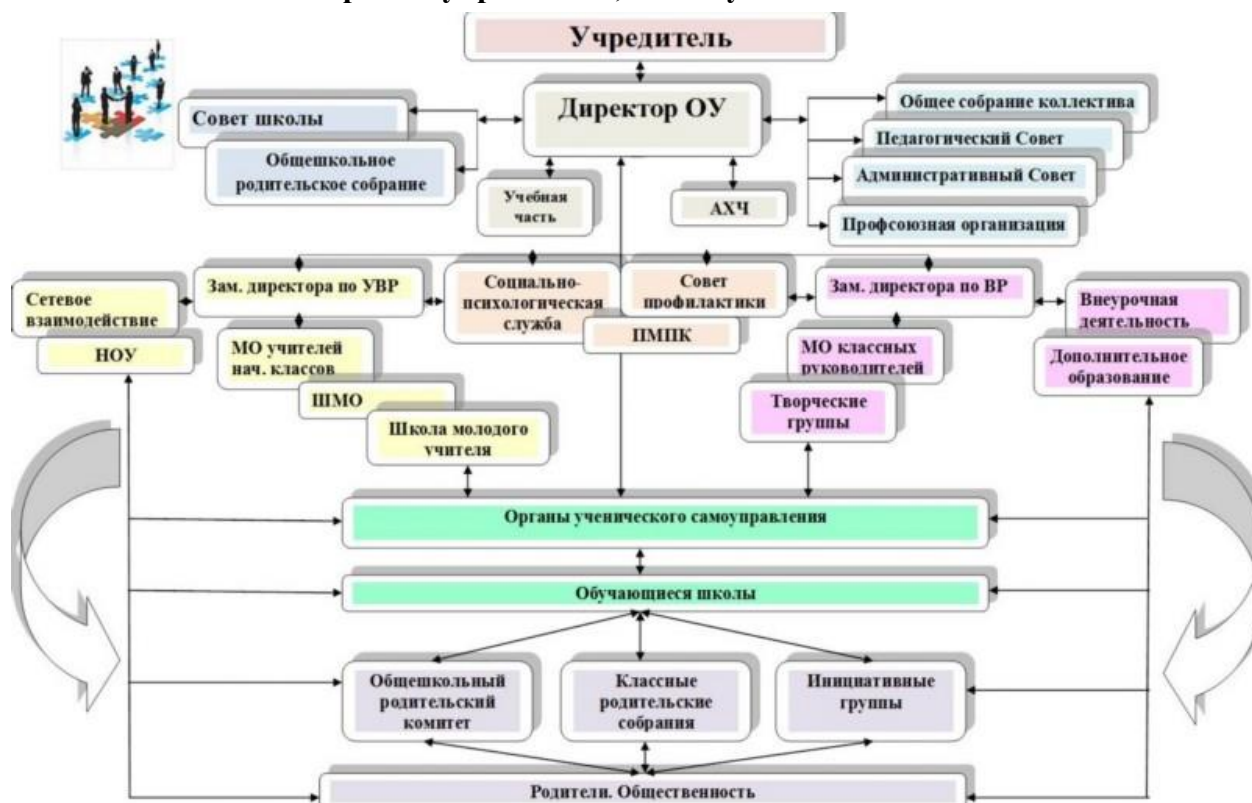 Учредитель
Директор ОУ
Совет школы
Общешкольное
родительское собрание
Общее собрание коллектива
Педагогический Совет
Административный Совет
Профсоюзная организация
Учебная
часть
АХЧ
Сетевое
взаимодействие
НОУ
Зам. директора по УВР
Социально-
психологическая
служба
Совет
профилактики
ПМПК
Зам. директора по ВР
Внеурочная
деятельность
Дополнительное
образование
МО учителей
нач. классов
ШМО
Школа молодого
учителя
МО классных
руководителей
Творческие
группы
Органы ученического самоуправления
Обучающиеся школы
Общешкольный
родительский
комитет
Классные
родительские
собрания
Инициативные
группы
Родители. Общественность